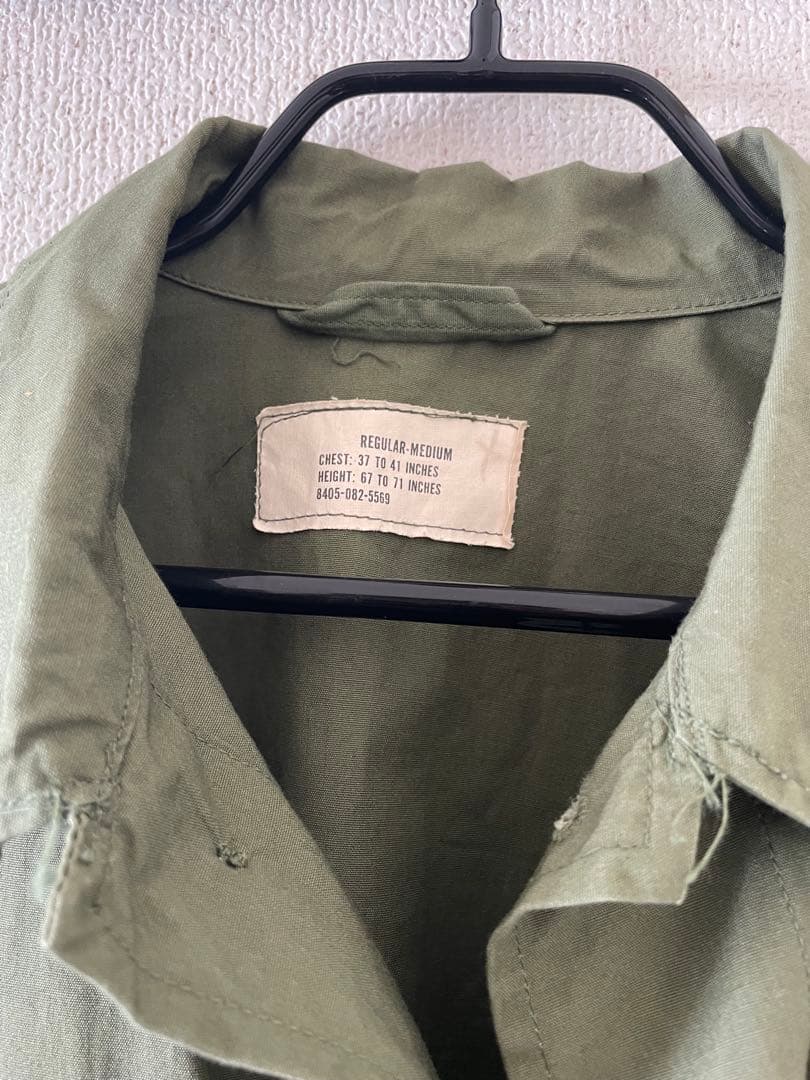 REGULAR-MEDIUM
CHEST: 37 TO 41 INCHES
HEIGHT: 67 TO 71 INCHES
8405-082-5569